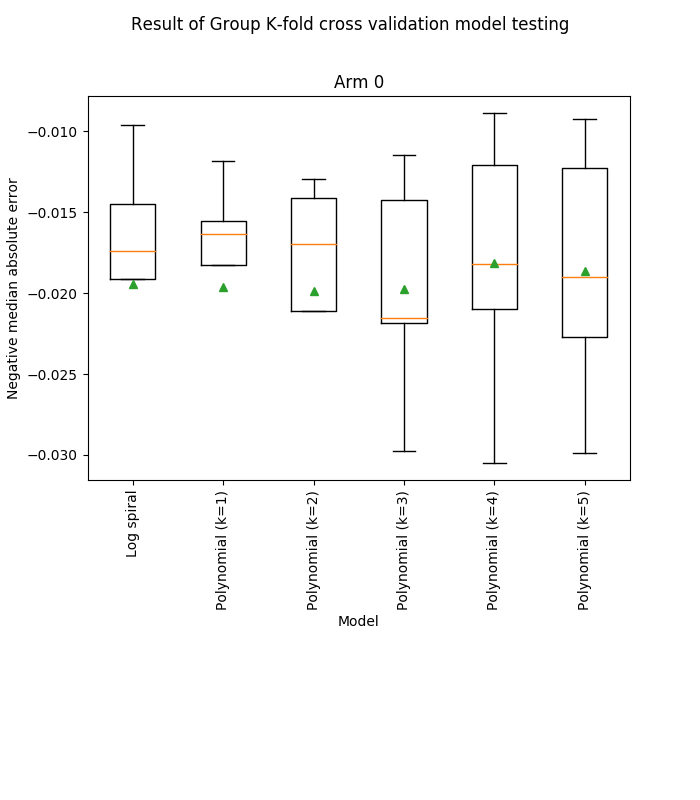 Result of Group K-fold cross validation model testing
Arm 0
Negative median absolute error
−0.010
−0.015
−0.020
−0.025
−0.030
Log spiral
Polynomial (k=1)
Polynomial (k=2)
Polynomial (k=3)
Polynomial (k=4)
Polynomial (k=5)
Model